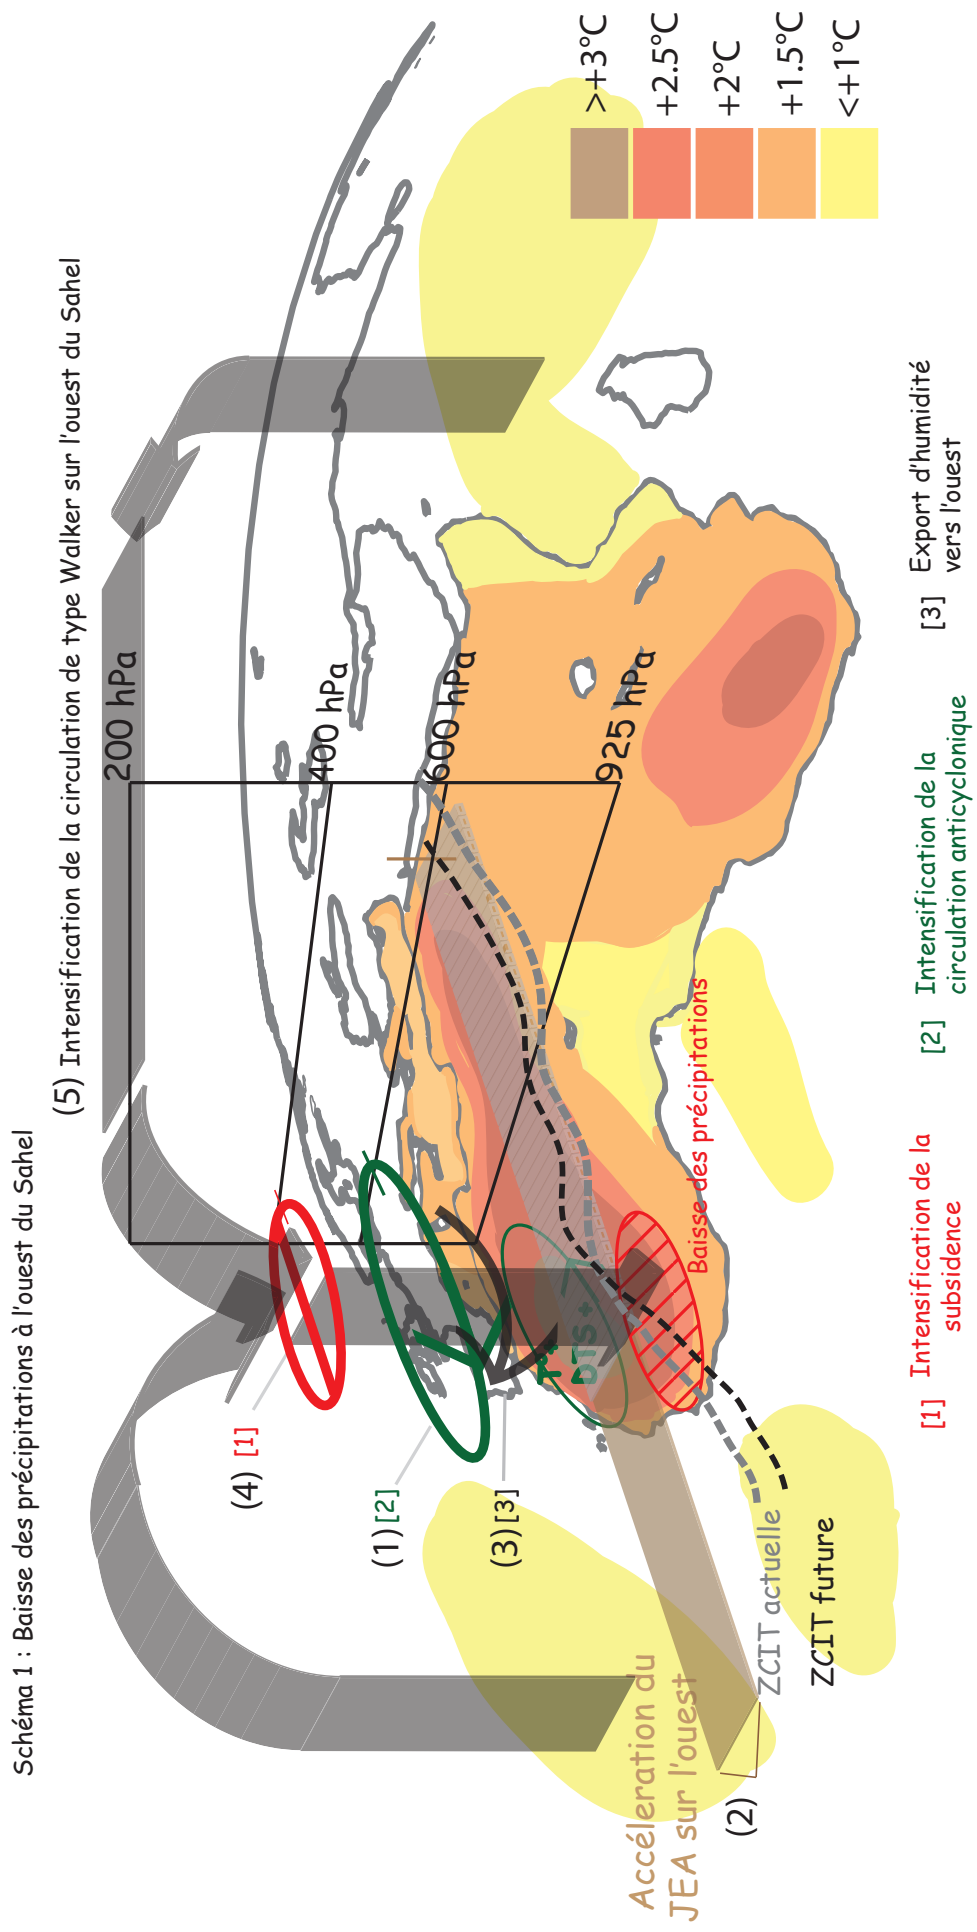 Schéma 1 : Baisse des précipitations à l'ouest du Sahel
(5) Intensification de la circulation de type Walker sur l'ouest du Sahel
200 hPa
400 hPa
600 hPa
925 hPa
(4) [1]
(1) [2]
(3) [3]
DIS+
Baisse des précipitations
Accéleration du
JEA sur l'ouest
(2)
ZCIT actuelle
ZCIT future
>+3°C
+2.5°C
+2°C
+1.5°C
<+1°C
[1] Intensification de la
subsidence
[2] Intensification de la
circulation anticyclonique
[3] Export d'humidité
vers l'ouest